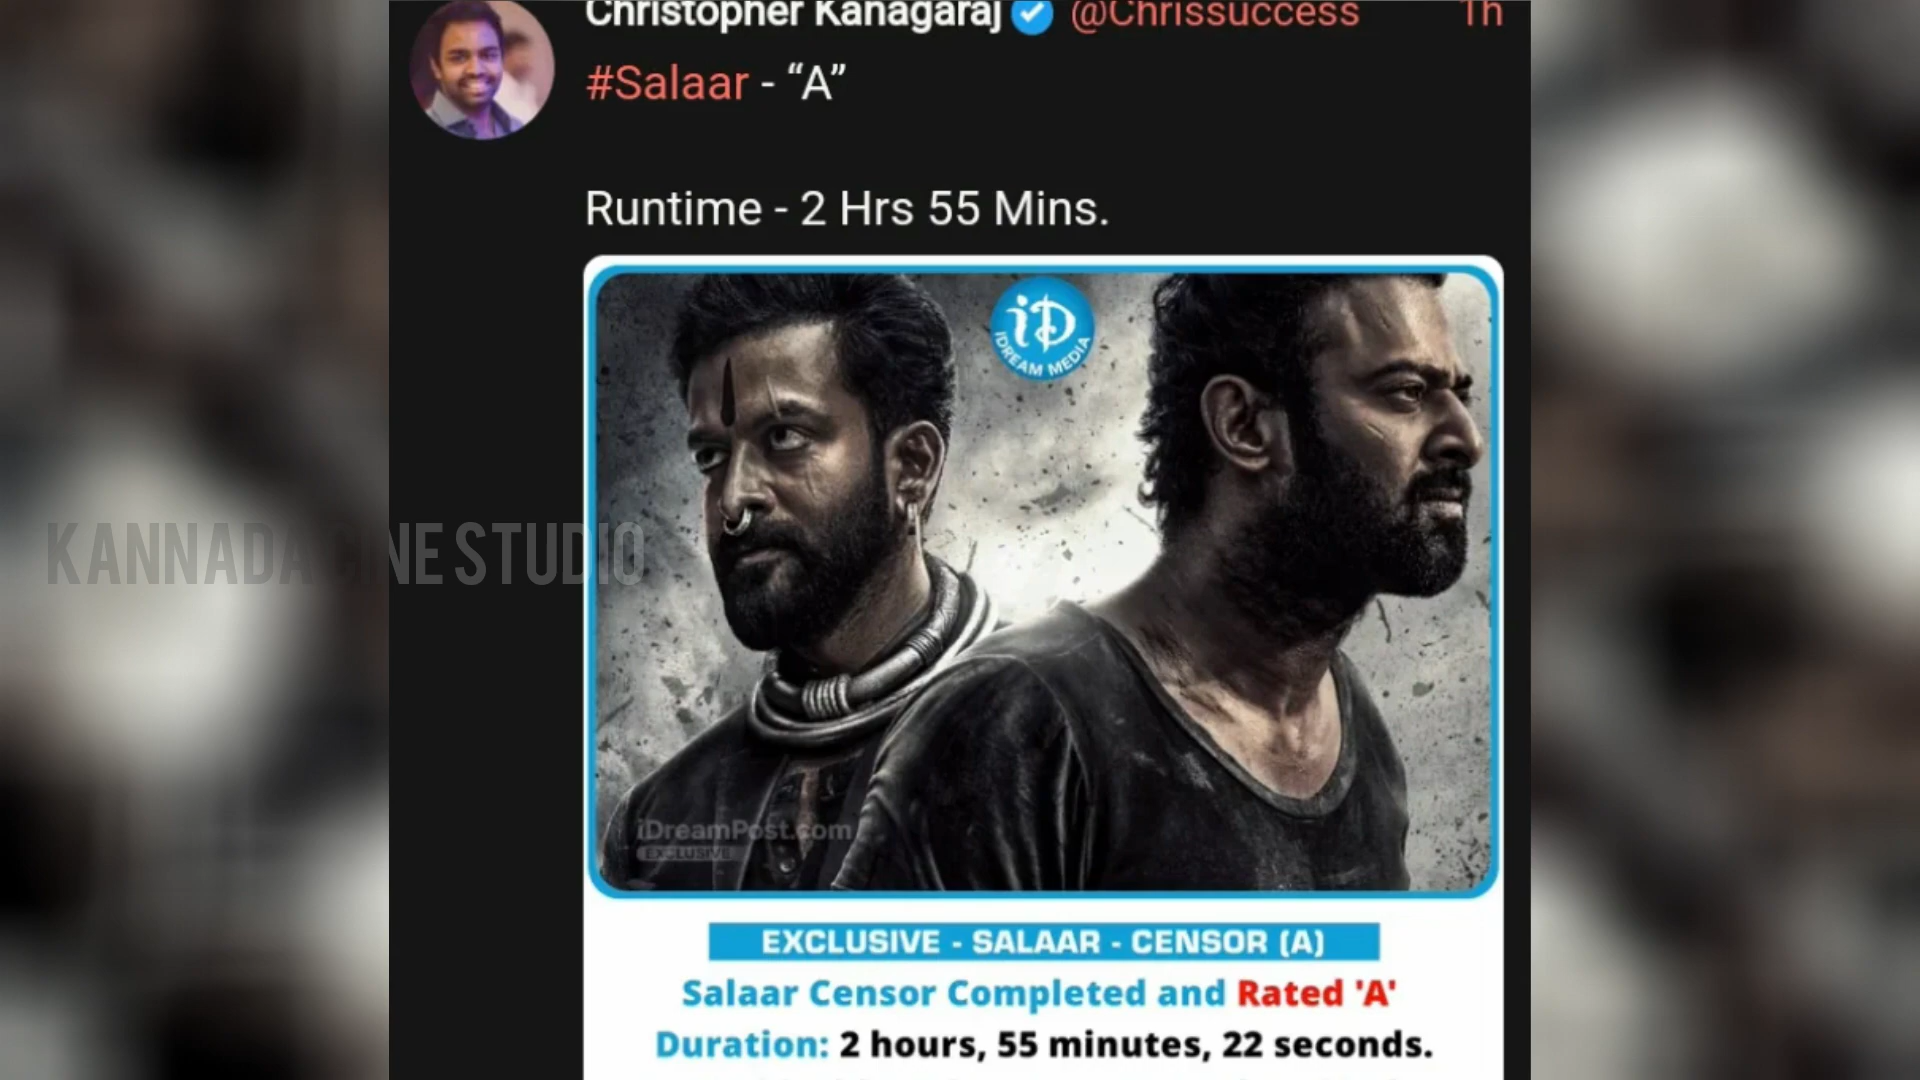 Christopher Kanagaraj @Chrissuccess 1h
#Salaar - “A”
Runtime - 2 Hrs 55 Mins.
iD
IDREAM MEDIA
KANNADA CINE STUDIO
iDreamPost.com
EXCLUSIVE
EXCLUSIVE - SALAAR - CENSOR (A)
Salaar Censor Completed and Rated 'A'
Duration: 2 hours, 55 minutes, 22 seconds.